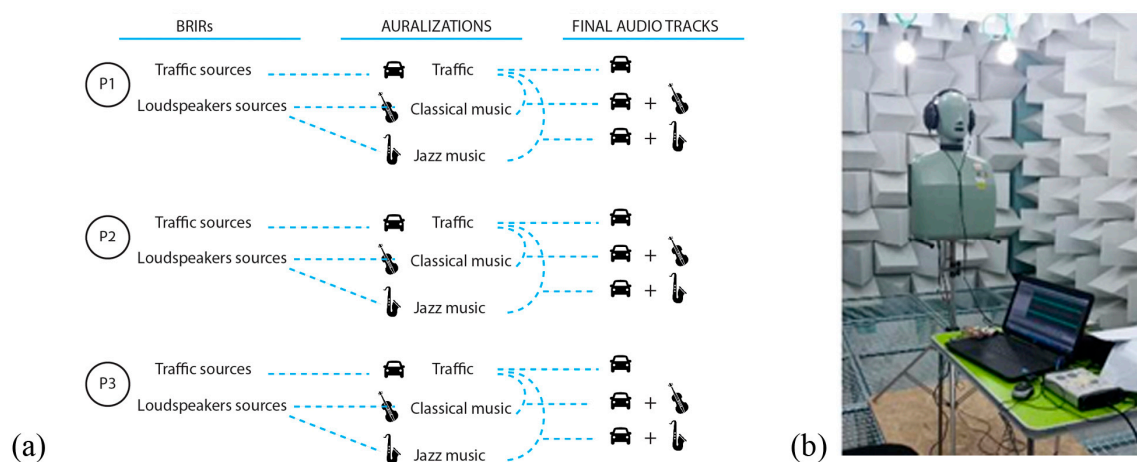 BRIRs AURALIZATIONS FINAL AUDIO TRACKS
P1
Traffic sources Traffic
Loudspeakers sources Classical music +
Jazz music +
P2
Traffic sources Traffic
Loudspeakers sources Classical music +
Jazz music +
P3
Traffic sources Traffic
Loudspeakers sources Classical music +
Jazz music +
(a)
3
(b)